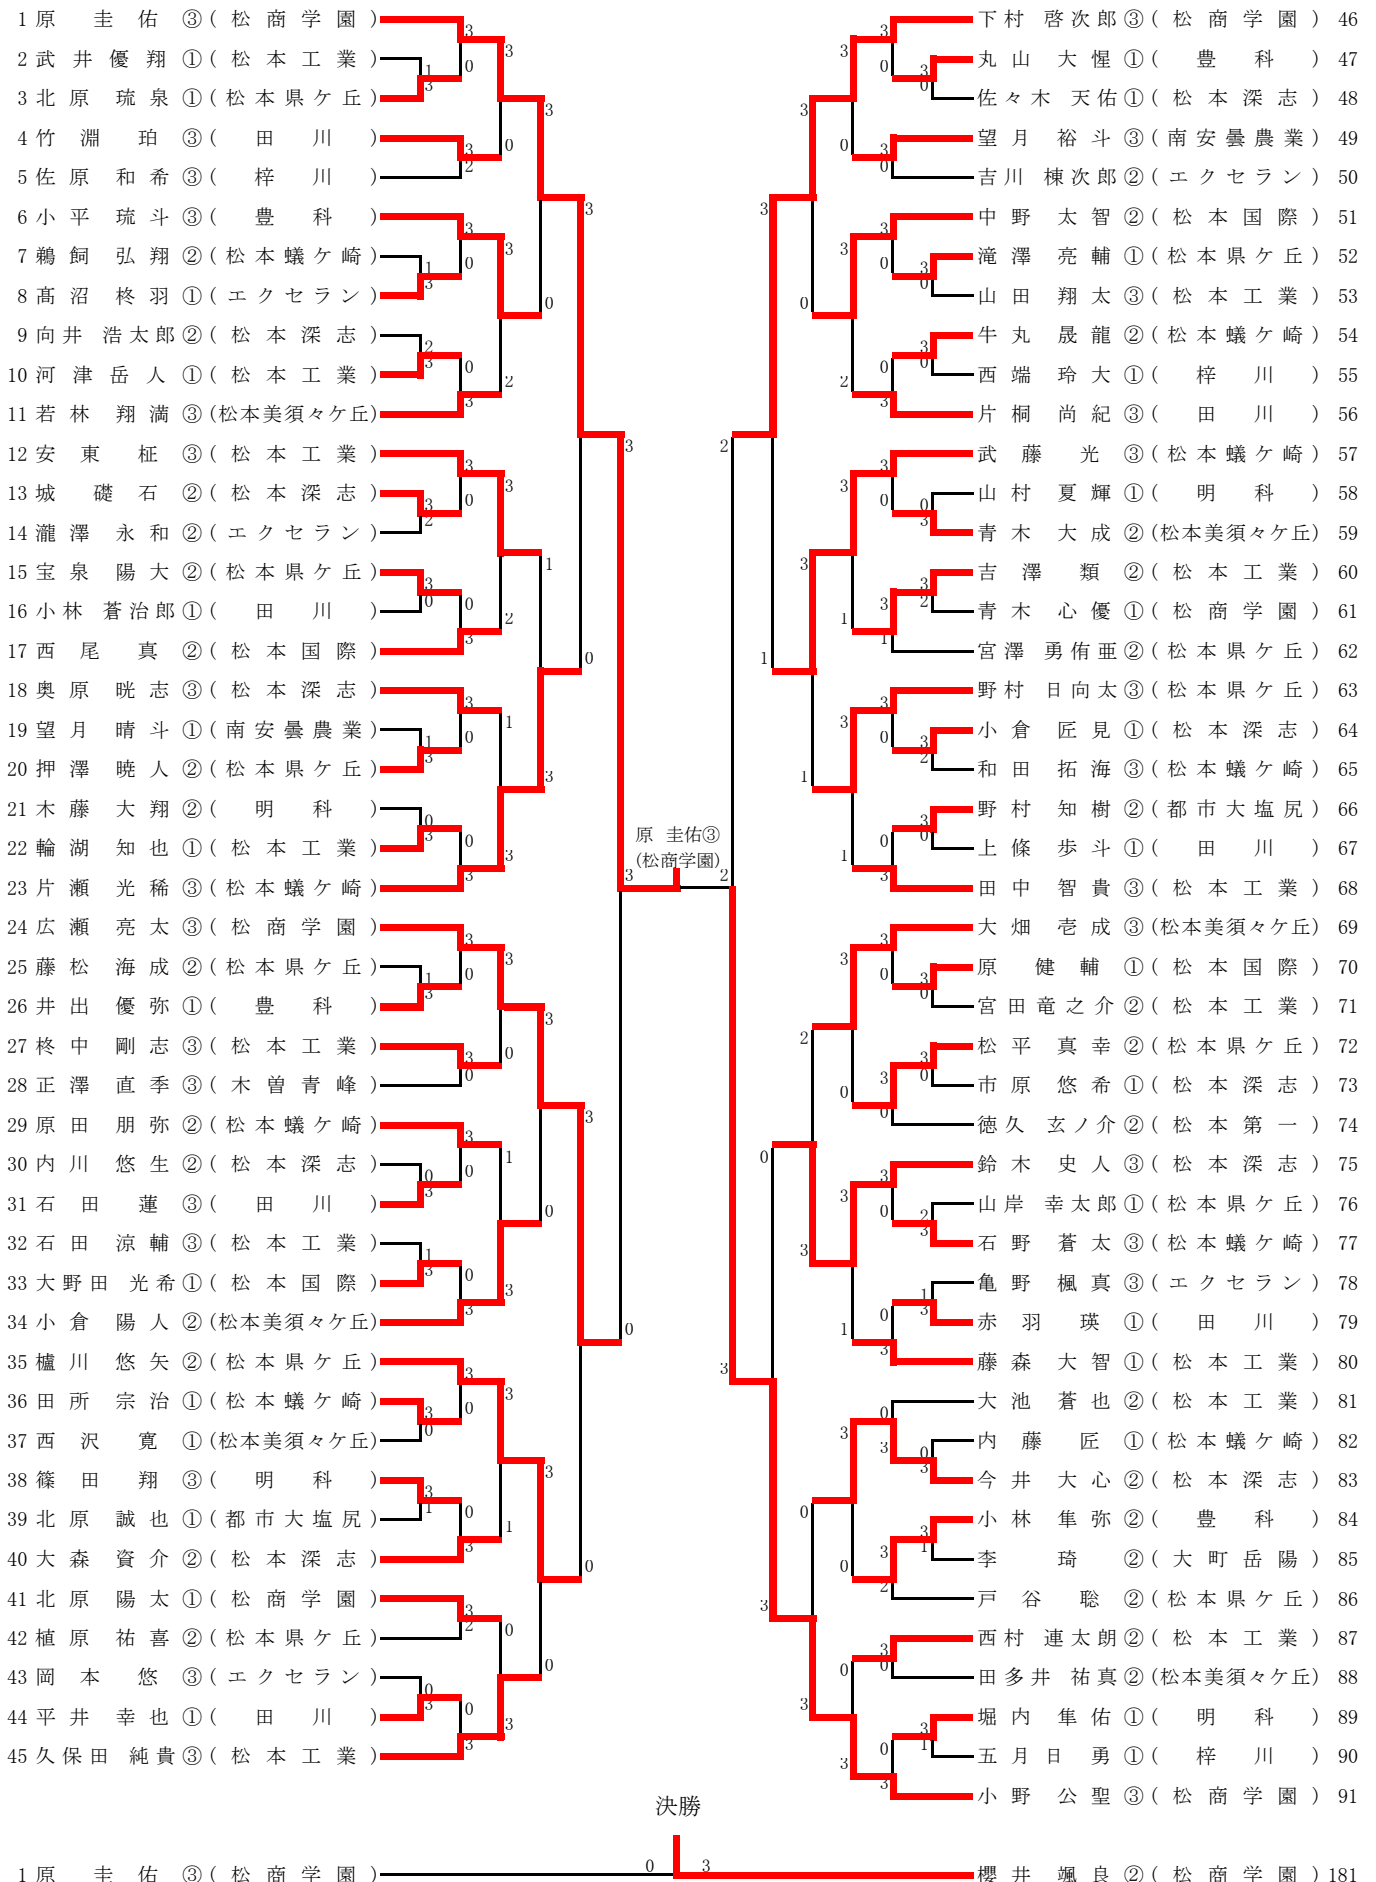 1 原 圭 佑 ③ ( 松 商 学 園 )
2 武 井 優 翔 ① ( 松 本 工 業 )
3 北 原 琉 泉 ① ( 松 本 県 ケ 丘 )
4 竹 淵 珀 ③ ( 田 川 )
5 佐 原 和 希 ③ ( 梓 川 )
6 小 平 琉 斗 ③ ( 豊 科 )
7 鵜 飼 弘 翔 ② ( 松 本 蟻 ケ 崎 )
8 髙 沼 柊 羽 ① ( エ ク セ ラ ン )
9 向 井 浩 太 郎 ② ( 松 本 深 志 )
10 河 津 岳 人 ① ( 松 本 工 業 )
11 若 林 翔 満 ③ (松本美須々ケ丘)
12 安 東 柾 ③ ( 松 本 工 業 )
13 城 礎 石 ② ( 松 本 深 志 )
14 瀧 澤 永 和 ② ( エ ク セ ラ ン )
15 宝 泉 陽 大 ② ( 松 本 県 ケ 丘 )
16 小 林 蒼 治 郎 ① ( 田 川 )
17 西 尾 真 ② ( 松 本 国 際 )
18 奥 原 晄 志 ③ ( 松 本 深 志 )
19 望 月 晴 斗 ① ( 南 安 曇 農 業 )
20 押 澤 暁 人 ② ( 松 本 県 ケ 丘 )
21 木 藤 大 翔 ② ( 明 科 )
22 輪 湖 知 也 ① ( 松 本 工 業 )
23 片 瀬 光 稀 ③ ( 松 本 蟻 ケ 崎 )
24 広 瀬 亮 太 ③ ( 松 商 学 園 )
25 藤 松 海 成 ② ( 松 本 県 ケ 丘 )
26 井 出 優 弥 ① ( 豊 科 )
27 柊 中 剛 志 ③ ( 松 本 工 業 )
28 正 澤 直 季 ③ ( 木 曽 青 峰 )
29 原 田 朋 弥 ② ( 松 本 蟻 ケ 崎 )
30 内 川 悠 生 ② ( 松 本 深 志 )
31 石 田 蓮 ③ ( 田 川 )
32 石 田 涼 輔 ③ ( 松 本 工 業 )
33 大 野 田 光 希 ① ( 松 本 国 際 )
34 小 倉 陽 人 ② (松本美須々ケ丘)
35 櫨 川 悠 矢 ② ( 松 本 県 ケ 丘 )
36 田 所 宗 治 ① ( 松 本 蟻 ケ 崎 )
37 西 沢 寛 ① (松本美須々ケ丘)
38 篠 田 翔 ③ ( 明 科 )
39 北 原 誠 也 ① ( 都 市 大 塩 尻 )
40 大 森 資 介 ② ( 松 本 深 志 )
41 北 原 陽 太 ① ( 松 商 学 園 )
42 植 原 祐 喜 ② ( 松 本 県 ケ 丘 )
43 岡 本 悠 ③ ( エ ク セ ラ ン )
44 平 井 幸 也 ① ( 田 川 )
45 久 保 田 純 貴 ③ ( 松 本 工 業 )
原 圭佑③
(松商学園)
3 2
下 村 啓 次 郎 ③ ( 松 商 学 園 ) 46
丸 山 大 惺 ① ( 豊 科 ) 47
佐 々 木 天 佑 ① ( 松 本 深 志 ) 48
望 月 裕 斗 ③ ( 南 安 曇 農 業 ) 49
吉 川 棟 次 郎 ② ( エ ク セ ラ ン ) 50
中 野 太 智 ② ( 松 本 国 際 ) 51
滝 澤 亮 輔 ① ( 松 本 県 ケ 丘 ) 52
山 田 翔 太 ③ ( 松 本 工 業 ) 53
牛 丸 晟 龍 ② ( 松 本 蟻 ケ 崎 ) 54
西 端 玲 大 ① ( 梓 川 ) 55
片 桐 尚 紀 ③ ( 田 川 ) 56
武 藤 光 ③ ( 松 本 蟻 ケ 崎 ) 57
山 村 夏 輝 ① ( 明 科 ) 58
青 木 大 成 ② (松本美須々ケ丘) 59
吉 澤 類 ② ( 松 本 工 業 ) 60
青 木 心 優 ① ( 松 商 学 園 ) 61
宮 澤 勇 侑 亜 ② ( 松 本 県 ケ 丘 ) 62
野 村 日 向 太 ③ ( 松 本 県 ケ 丘 ) 63
小 倉 匠 見 ① ( 松 本 深 志 ) 64
和 田 拓 海 ③ ( 松 本 蟻 ケ 崎 ) 65
野 村 知 樹 ② ( 都 市 大 塩 尻 ) 66
上 條 歩 斗 ① ( 田 川 ) 67
田 中 智 貴 ③ ( 松 本 工 業 ) 68
大 畑 壱 成 ③ (松本美須々ケ丘) 69
原 健 輔 ① ( 松 本 国 際 ) 70
宮 田 竜 之 介 ② ( 松 本 工 業 ) 71
松 平 真 幸 ② ( 松 本 県 ケ 丘 ) 72
市 原 悠 希 ① ( 松 本 深 志 ) 73
徳 久 玄 ノ 介 ② ( 松 本 第 一 ) 74
鈴 木 史 人 ③ ( 松 本 深 志 ) 75
山 岸 幸 太 郎 ① ( 松 本 県 ケ 丘 ) 76
石 野 蒼 太 ③ ( 松 本 蟻 ケ 崎 ) 77
亀 野 楓 真 ③ ( エ ク セ ラ ン ) 78
赤 羽 瑛 ① ( 田 川 ) 79
藤 森 大 智 ① ( 松 本 工 業 ) 80
大 池 蒼 也 ② ( 松 本 工 業 ) 81
内 藤 匠 ① ( 松 本 蟻 ケ 崎 ) 82
今 井 大 心 ② ( 松 本 深 志 ) 83
小 林 隼 弥 ② ( 豊 科 ) 84
李 琦 ② ( 大 町 岳 陽 ) 85
戸 谷 聡 ② ( 松 本 県 ケ 丘 ) 86
西 村 連 太 朗 ② ( 松 本 工 業 ) 87
田 多 井 祐 真 ② (松本美須々ケ丘) 88
堀 内 隼 佑 ① ( 明 科 ) 89
五 月 日 勇 ① ( 梓 川 ) 90
小 野 公 聖 ③ ( 松 商 学 園 ) 91
決勝
1 原 圭 佑 ③ ( 松 商 学 園 ) 0 3 櫻 井 颯 良 ② ( 松 商 学 園 ) 181